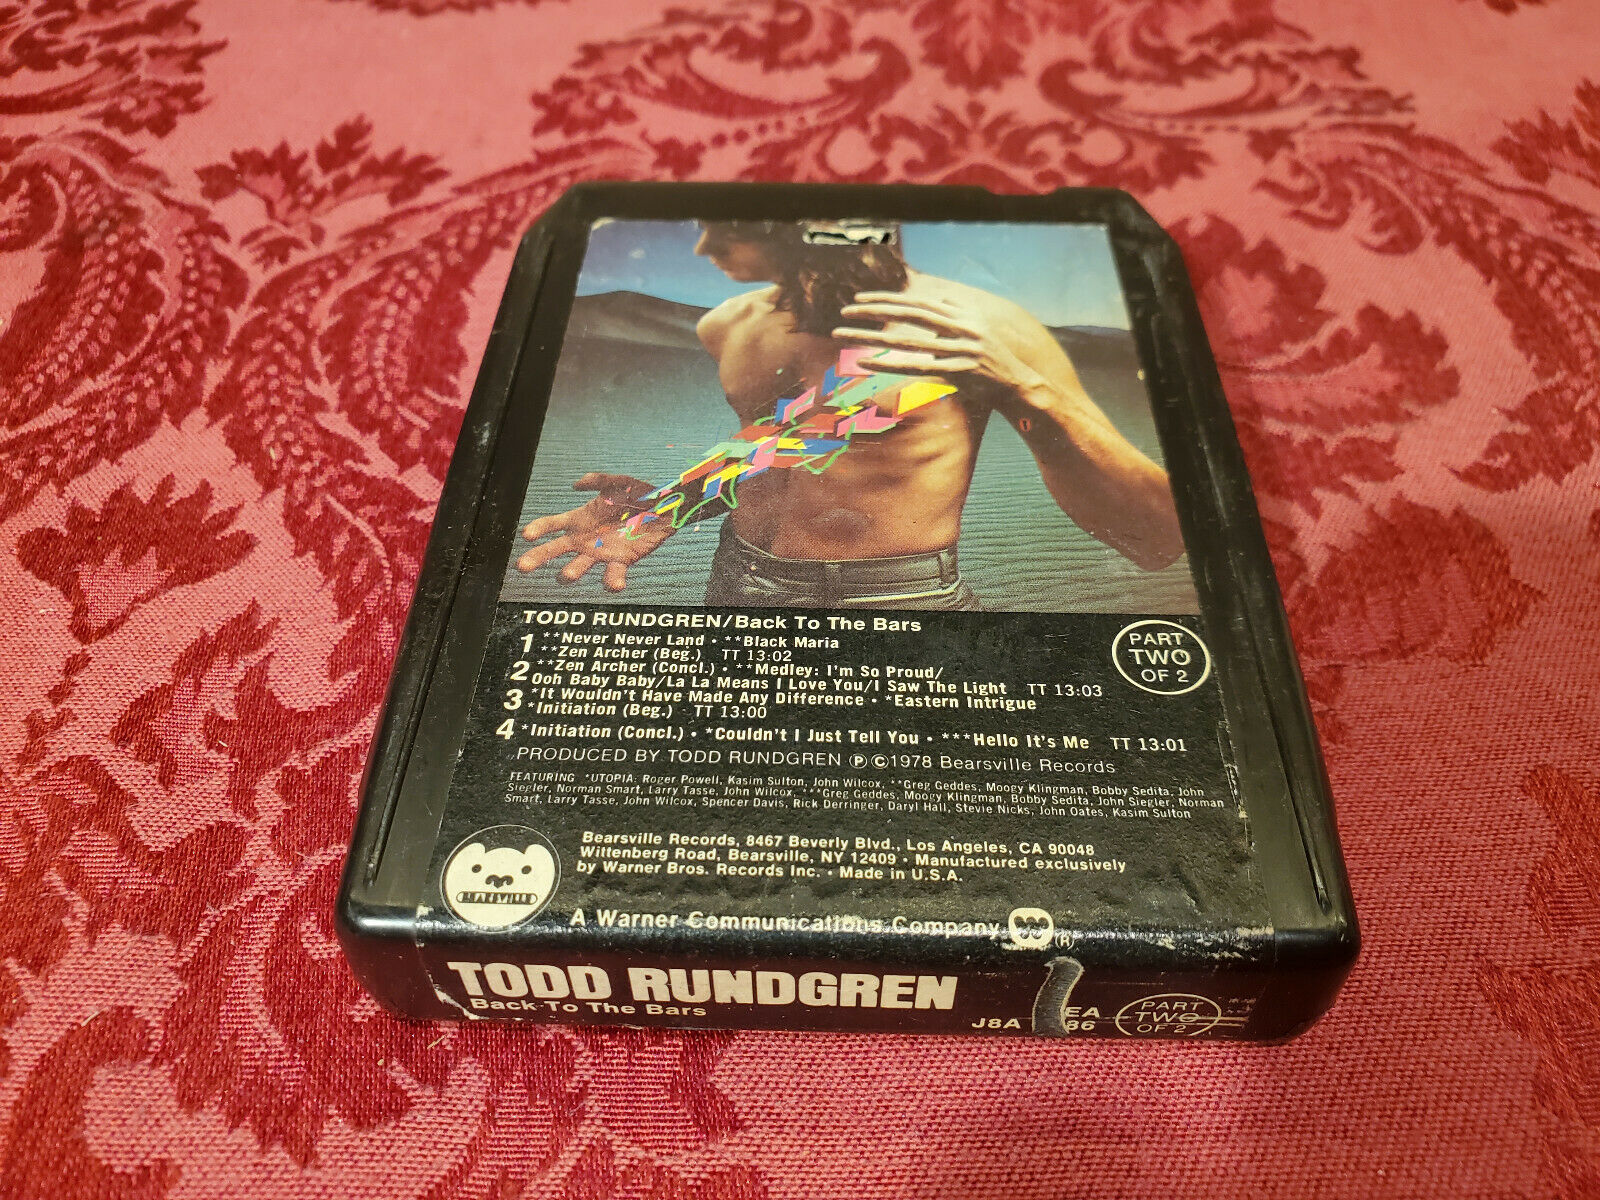 TODD RUNDGREN/Back To The Bars
1 **Never Never Land • **Black Maria
**Zen Archer (Beg.) TT 13:02
2 **Zen Archer (Concl.) • **Medley: I'm So Proud/
Ooh Baby Baby/La La Means I Love You/I Saw The Light TT 13:03
3 *It Wouldn't Have Made Any Difference • *Eastern Intrigue
*Initiation (Beg.) TT 13:00
4 *Initiation (Concl.) • *Couldn't I Just Tell You • ***Hello It's Me TT 13:01
PART
TWO
OF 2
PRODUCED BY TODD RUNDGREN ℗©1978 Bearsville Records
FEATURING *UTOPIA: Roger Powell, Kasim Sulton, John Wilcox, **Greg Geddes, Moogy Klingman, Bobby Sedita, John
Siegler, Norman Smart, Larry Tasse, John Wilcox, ***Greg Geddes, Moogy Klingman, Bobby Sedita, John Siegler, Norman
Smart, Larry Tasse, John Wilcox, Spencer Davis, Rick Derringer, Daryl Hall, Stevie Nicks, John Oates, Kasim Sulton
BEARSVILLE
Bearsville Records, 8467 Beverly Blvd., Los Angeles, CA 90048
Wittenberg Road, Bearsville, NY 12409 • Manufactured exclusively
by Warner Bros. Records Inc. • Made in U.S.A.
A Warner Communications Company ®
TODD RUNDGREN
Back To The Bars
J8A EA
86
PART
TWO
OF 2